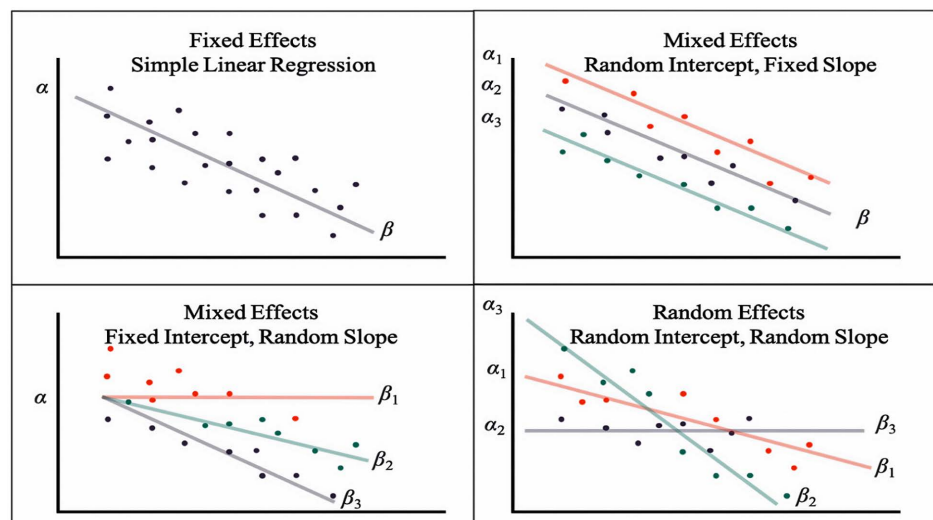 Fixed Effects
Simple Linear Regression
α
β
Mixed Effects
Random Intercept, Fixed Slope
α1
α2
α3
β
Mixed Effects
Fixed Intercept, Random Slope
α
β1
β2
β3
Random Effects
Random Intercept, Random Slope
α3
α1
α2
β3
β1
β2